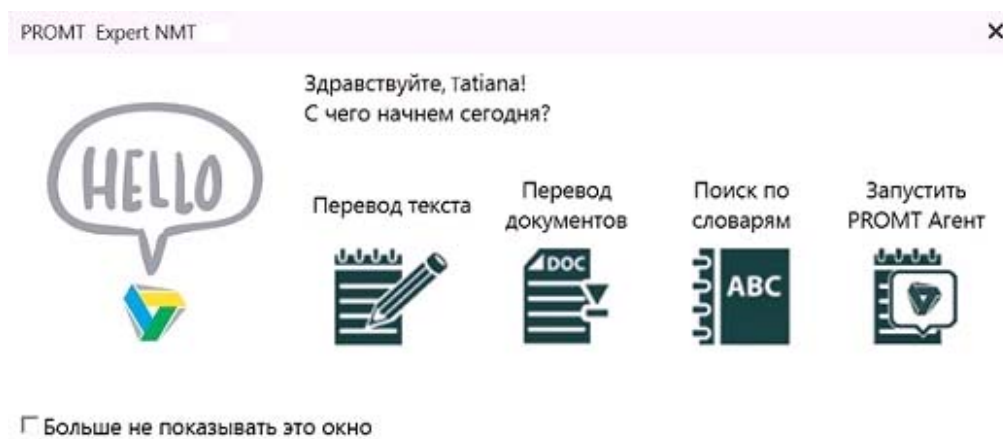 PROMT Expert NMT
Здравствуйте, Tatiana!
С чего начнем сегодня?
HELLO
Перевод текста
Перевод
документов
Поиск по
словарям
Запустить
PROMT Агент
DOC
ABC
Больше не показывать это окно